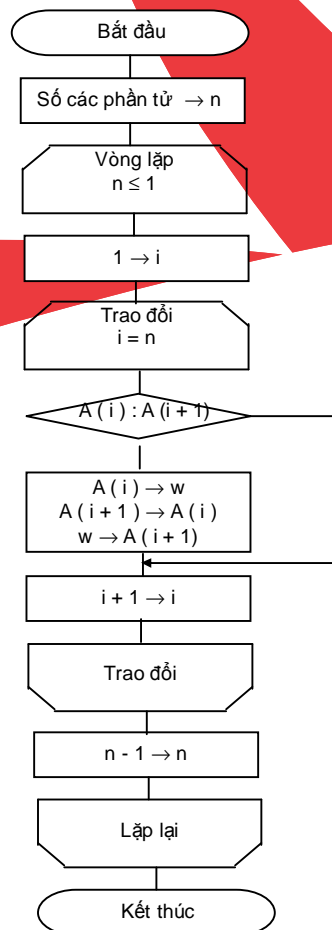 Bắt đầu
Số các phần tử → n
Vòng lặp
n ≤ 1
1 → i
Trao đổi
i = n
A ( i ) : A (i + 1)
A ( i ) → w
A ( i + 1 ) → A ( i )
w → A ( i + 1)
i + 1 → i
Trao đổi
n - 1 → n
Lặp lại
Kết thúc